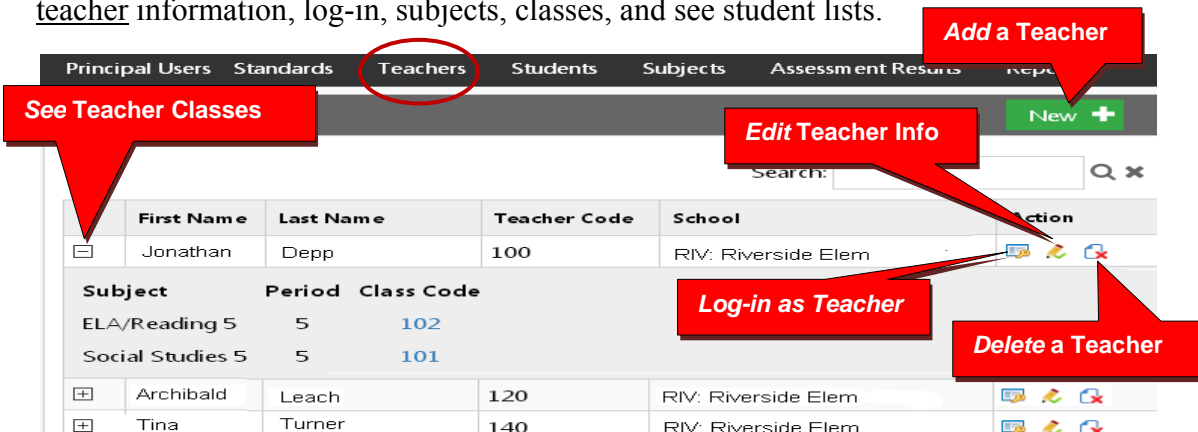 teacher information, log-in, subjects, classes, and see student lists.
Add a Teacher
Principal Users Standards Teachers Students Subjects Assessment Results
See Teacher Classes
New
Edit Teacher Info
Search:
First Name Last Name Teacher Code School Action
Jonathan Depp 100 RIV: Riverside Elem
Subject Period Class Code
Log-in as Teacher
ELA/Reading 5 5 102
Social Studies 5 5 101
Delete a Teacher
Archibald Leach 120 RIV: Riverside Elem
Tina Turner 140 RIV: Riverside Elem